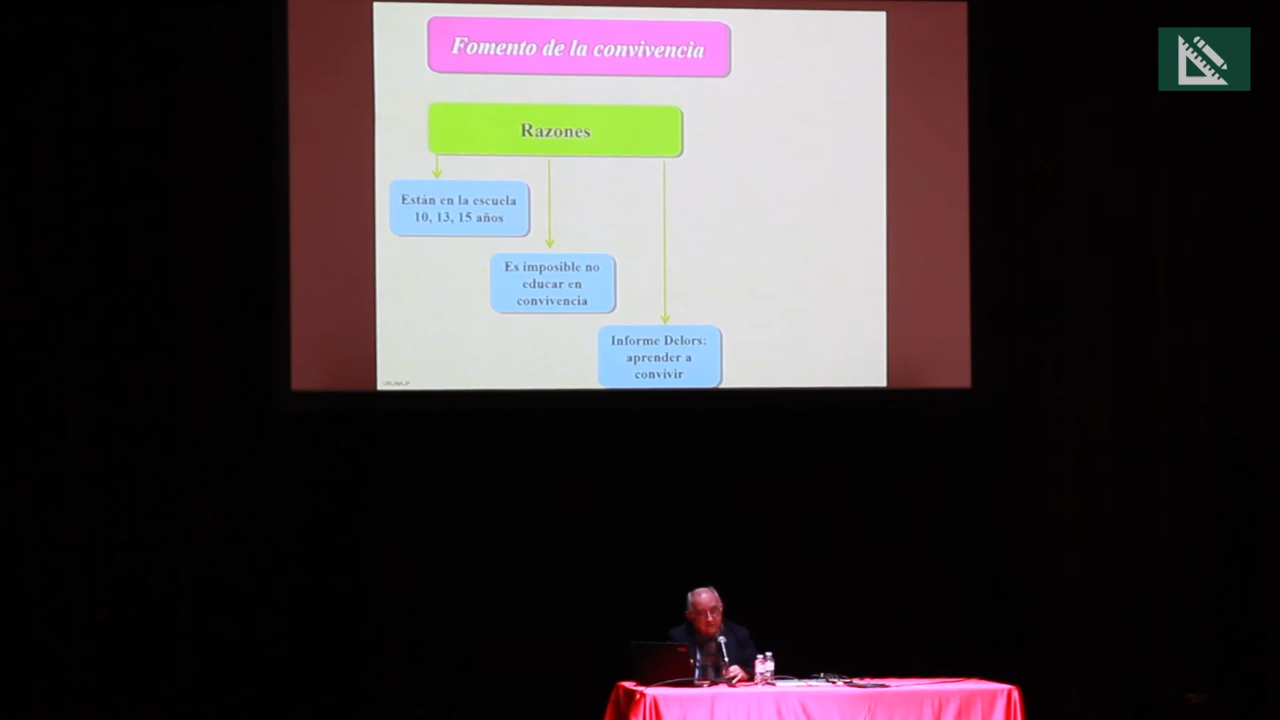 Fomento de la convivencia
Razones
Están en la escuela
10, 13, 15 años
Es imposible no
educar en
convivencia
Informe Delors:
aprender a
convivir